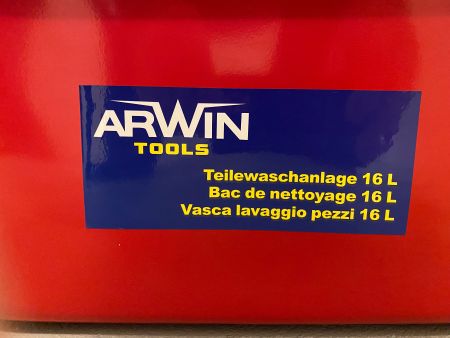 ARWIN
TOOLS
Teilewaschanlage 16 L
Bac de nettoyage 16 L
Vasca lavaggio pezzi 16 L